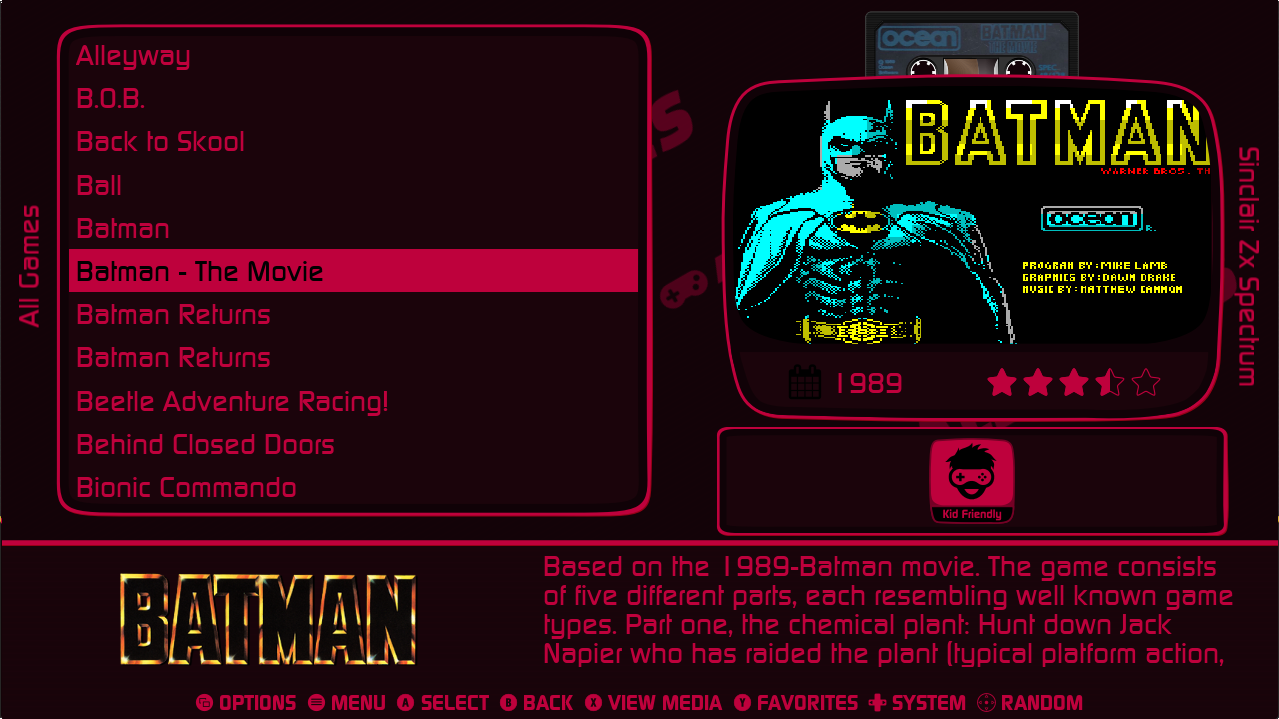 All Games
Alleyway
B.O.B.
Back to Skool
Ball
Batman
Batman - The Movie
Batman Returns
Batman Returns
Beetle Adventure Racing!
Behind Closed Doors
Bionic Commando
ocean
BATMAN
THE MOVIE
BATMAN
WARNER BROS. TM
ocean
R.
PROGRAM BY:MIKE LAMB
GRAPHICS BY:DAWN DRAKE
MUSIC BY:MATTHEW CANNON
1989
Sinclair Zx Spectrum
Kid Friendly
BATMAN
Based on the 1989-Batman movie. The game consists
of five different parts, each resembling well known game
types. Part one, the chemical plant: Hunt down Jack
Napier who has raided the plant (typical platform action,
OPTIONS MENU A SELECT B BACK X VIEW MEDIA Y FAVORITES SYSTEM RANDOM